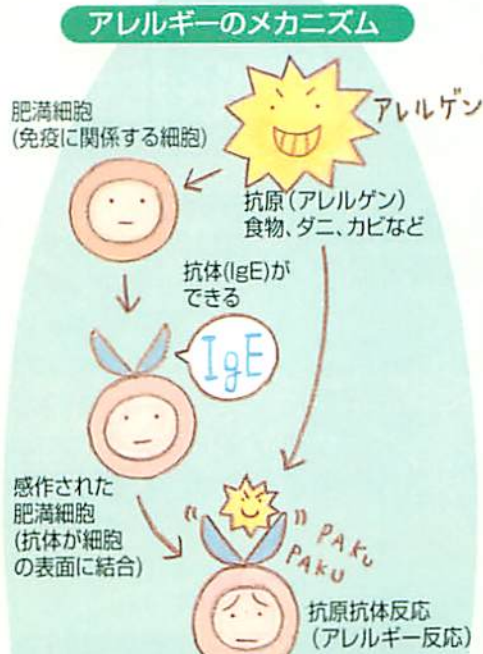 アレルギーのメカニズム
肥満細胞
(免疫に関係する細胞)
アレルゲン
抗原(アレルゲン)
食物、ダニ、カビなど
抗体(IgE)が
できる
IgE
感作された
肥満細胞
(抗体が細胞
の表面に結合)
PAKU
PAKU
抗原抗体反応
(アレルギー反応)